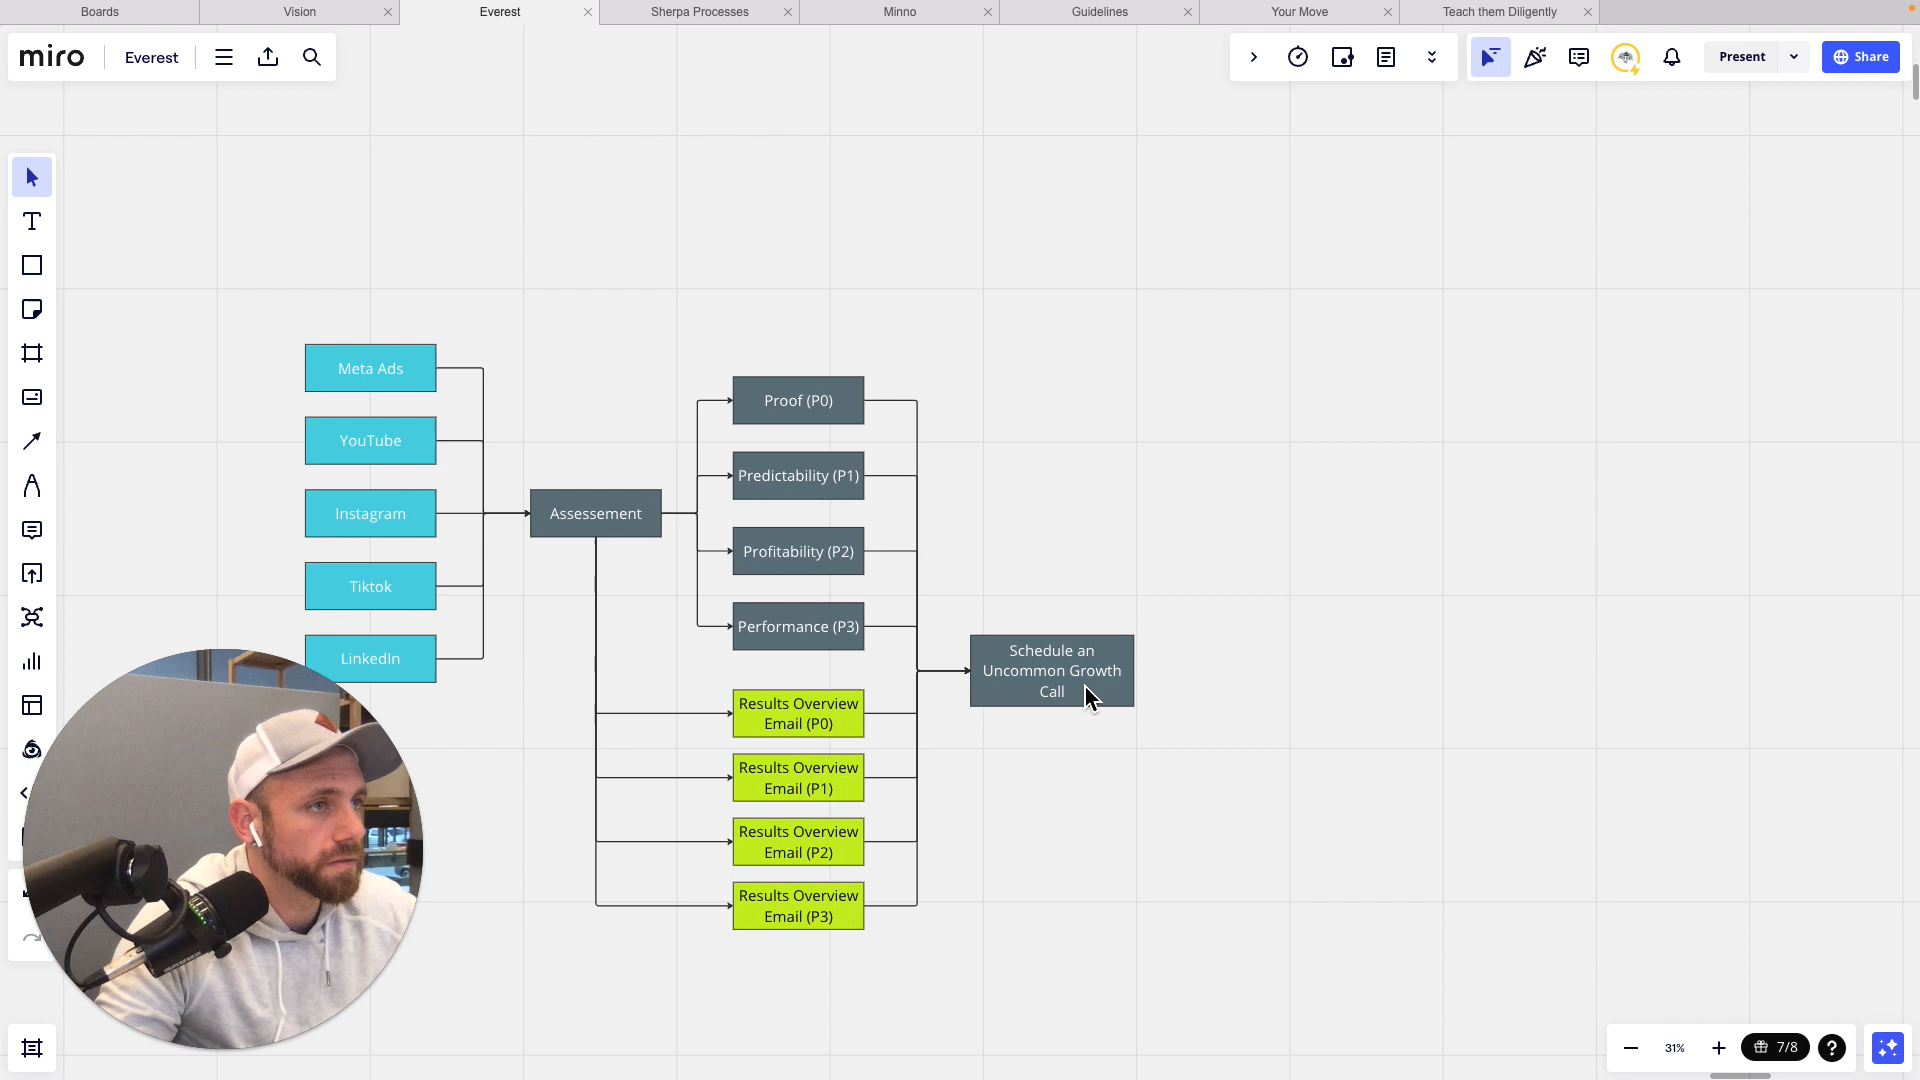 Boards
Vision
Everest
Sherpa Processes
Minno
Guidelines
Your Move
Teach them Diligently
miro
Everest
Present
Share
Meta Ads
YouTube
Instagram
Tiktok
LinkedIn
Assessement
Proof (P0)
Predictability (P1)
Profitability (P2)
Performance (P3)
Results Overview
Email (P0)
Results Overview
Email (P1)
Results Overview
Email (P2)
Results Overview
Email (P3)
Schedule an
Uncommon Growth
Call
31%
7/8